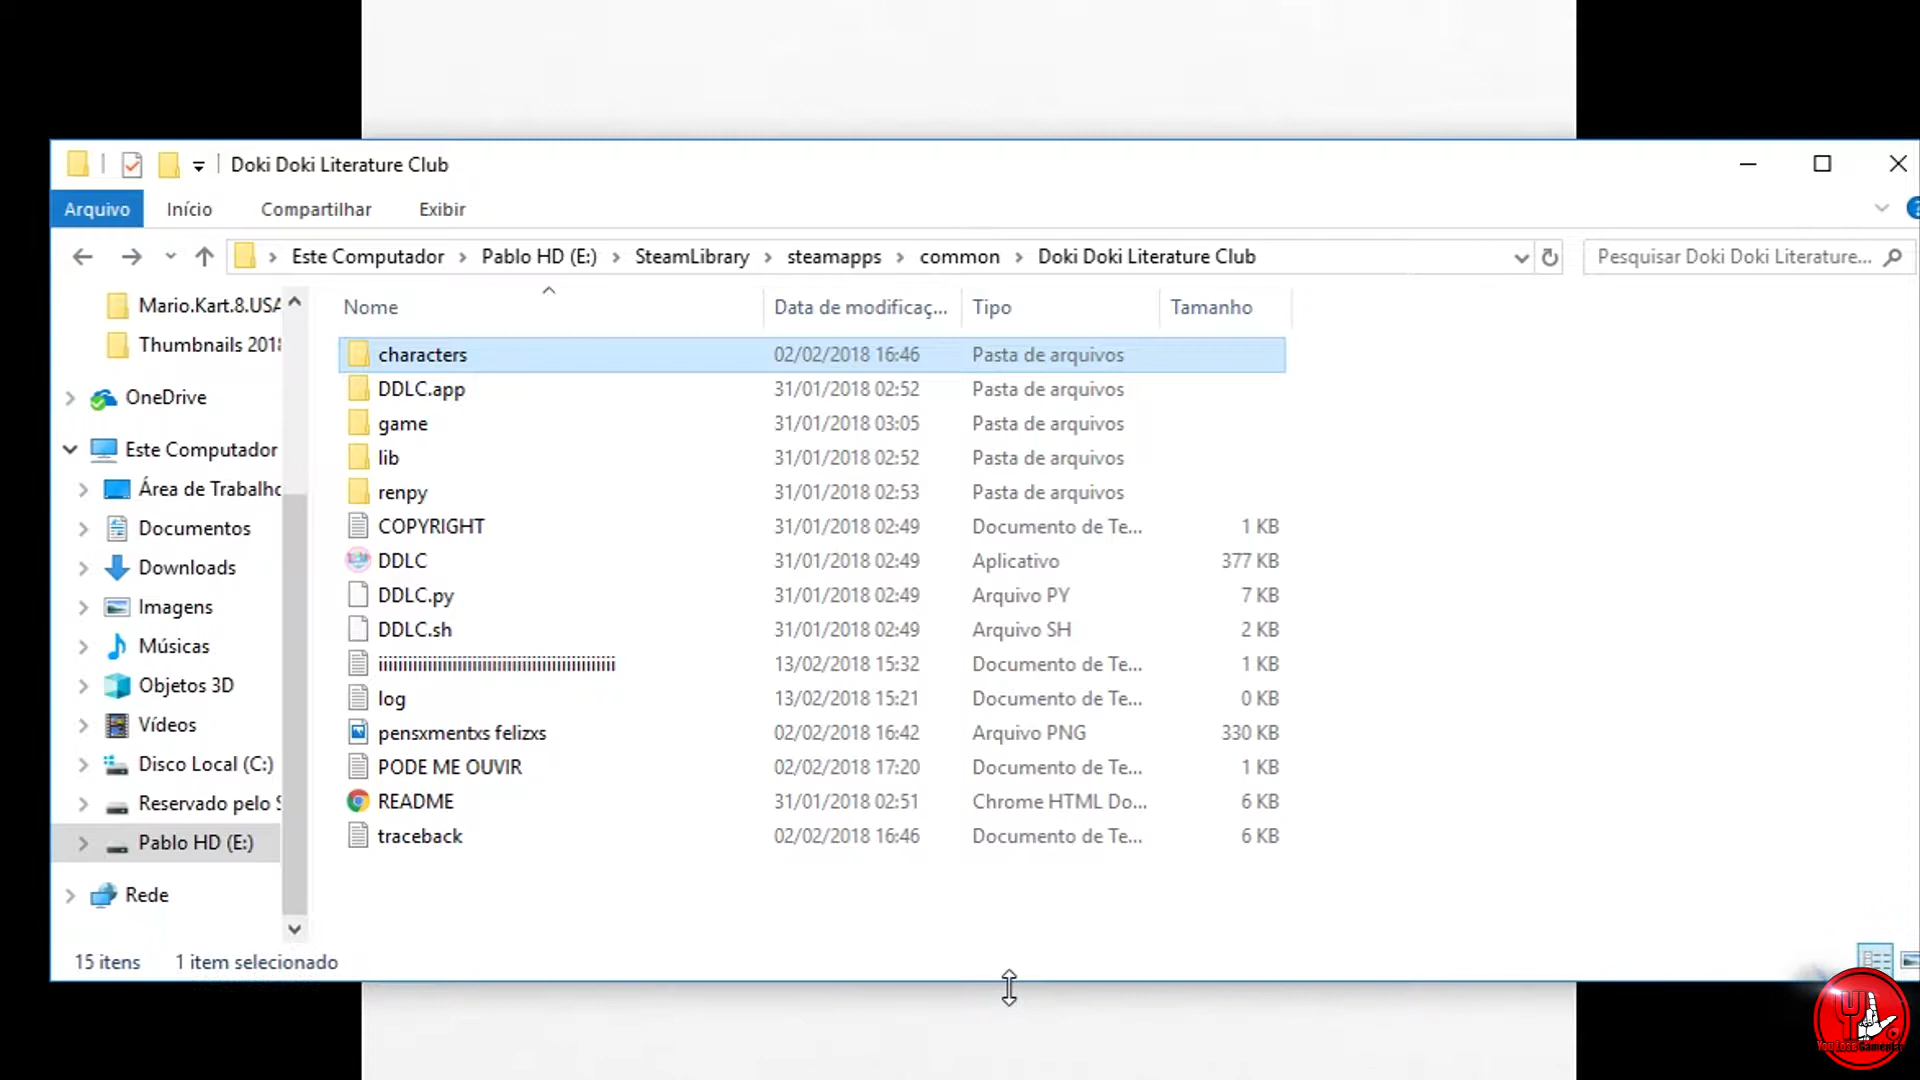 Doki Doki Literature Club
Arquivo Início Compartilhar Exibir
Este Computador Pablo HD (E:) SteamLibrary steamapps common Doki Doki Literature Club
Pesquisar Doki Doki Literature...
Mario.Kart.8.USA
Thumbnails 2018
OneDrive
Este Computador
Área de Trabalho
Documentos
Downloads
Imagens
Músicas
Objetos 3D
Vídeos
Disco Local (C:)
Reservado pelo S
Pablo HD (E:)
Rede
Nome Data de modificaç... Tipo Tamanho
characters 02/02/2018 16:46 Pasta de arquivos
DDLC.app 31/01/2018 02:52 Pasta de arquivos
game 31/01/2018 03:05 Pasta de arquivos
lib 31/01/2018 02:52 Pasta de arquivos
renpy 31/01/2018 02:53 Pasta de arquivos
COPYRIGHT 31/01/2018 02:49 Documento de Te... 1 KB
DDLC 31/01/2018 02:49 Aplicativo 377 KB
DDLC.py 31/01/2018 02:49 Arquivo PY 7 KB
DDLC.sh 31/01/2018 02:49 Arquivo SH 2 KB
13/02/2018 15:32 Documento de Te... 1 KB
log 13/02/2018 15:21 Documento de Te... 0 KB
pensxmentxs felizxs 02/02/2018 16:42 Arquivo PNG 330 KB
PODE ME OUVIR 02/02/2018 17:20 Documento de Te... 1 KB
README 31/01/2018 02:51 Chrome HTML Do... 6 KB
traceback 02/02/2018 16:46 Documento de Te... 6 KB
15 itens 1 item selecionado